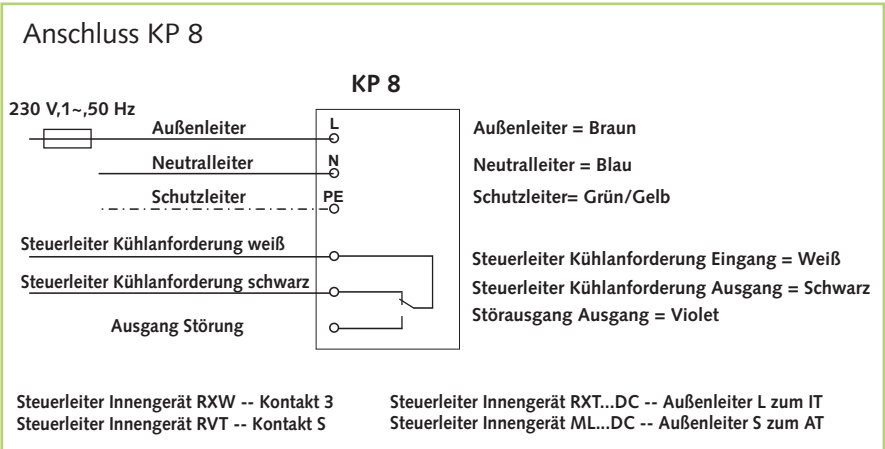 Anschluss KP 8
KP 8
230 V,1~,50 Hz
Außenleiter
L
Außenleiter = Braun
Neutralleiter
N
Neutralleiter = Blau
Schutzleiter
PE
Schutzleiter= Grün/Gelb
Steuerleiter Kühlanforderung weiß
Steuerleiter Kühlanforderung Eingang = Weiß
Steuerleiter Kühlanforderung schwarz
Steuerleiter Kühlanforderung Ausgang = Schwarz
Ausgang Störung
Störausgang Ausgang = Violet
Steuerleiter Innengerät RXW -- Kontakt 3
Steuerleiter Innengerät RVT -- Kontakt S
Steuerleiter Innengerät RXT...DC -- Außenleiter L zum IT
Steuerleiter Innengerät ML...DC -- Außenleiter S zum AT